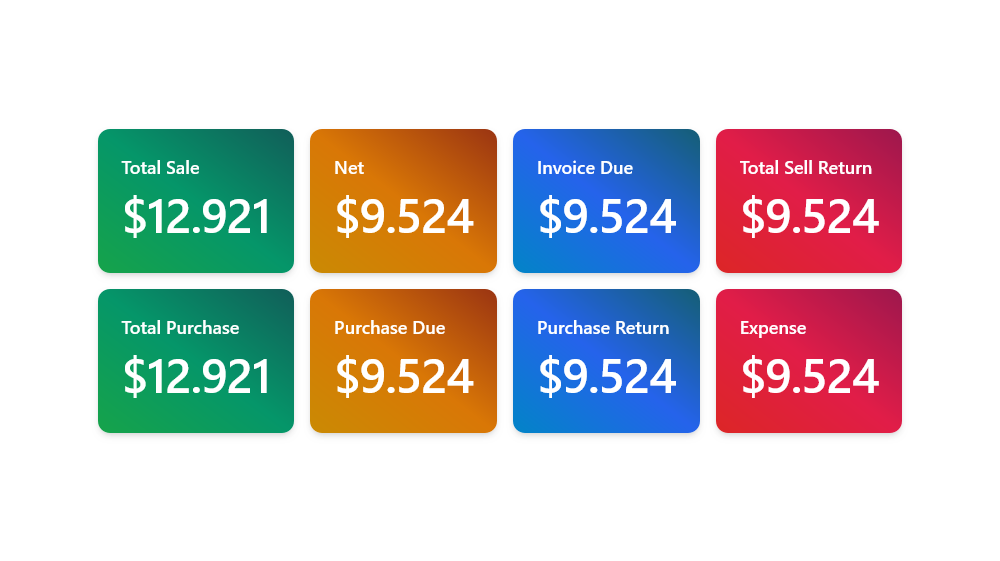 Total Sale
$12.921
Net
$9.524
Invoice Due
$9.524
Total Sell Return
$9.524
Total Purchase
$12.921
Purchase Due
$9.524
Purchase Return
$9.524
Expense
$9.524